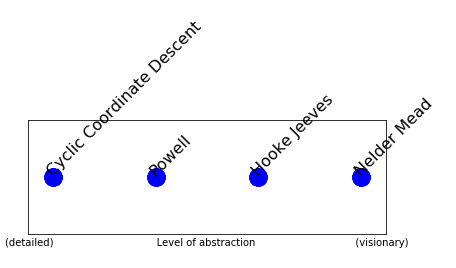 Cyclic Coordinate Descent
Powell
Hooke Jeeves
Nelder Mead
(detailed)
Level of abstraction
(visionary)